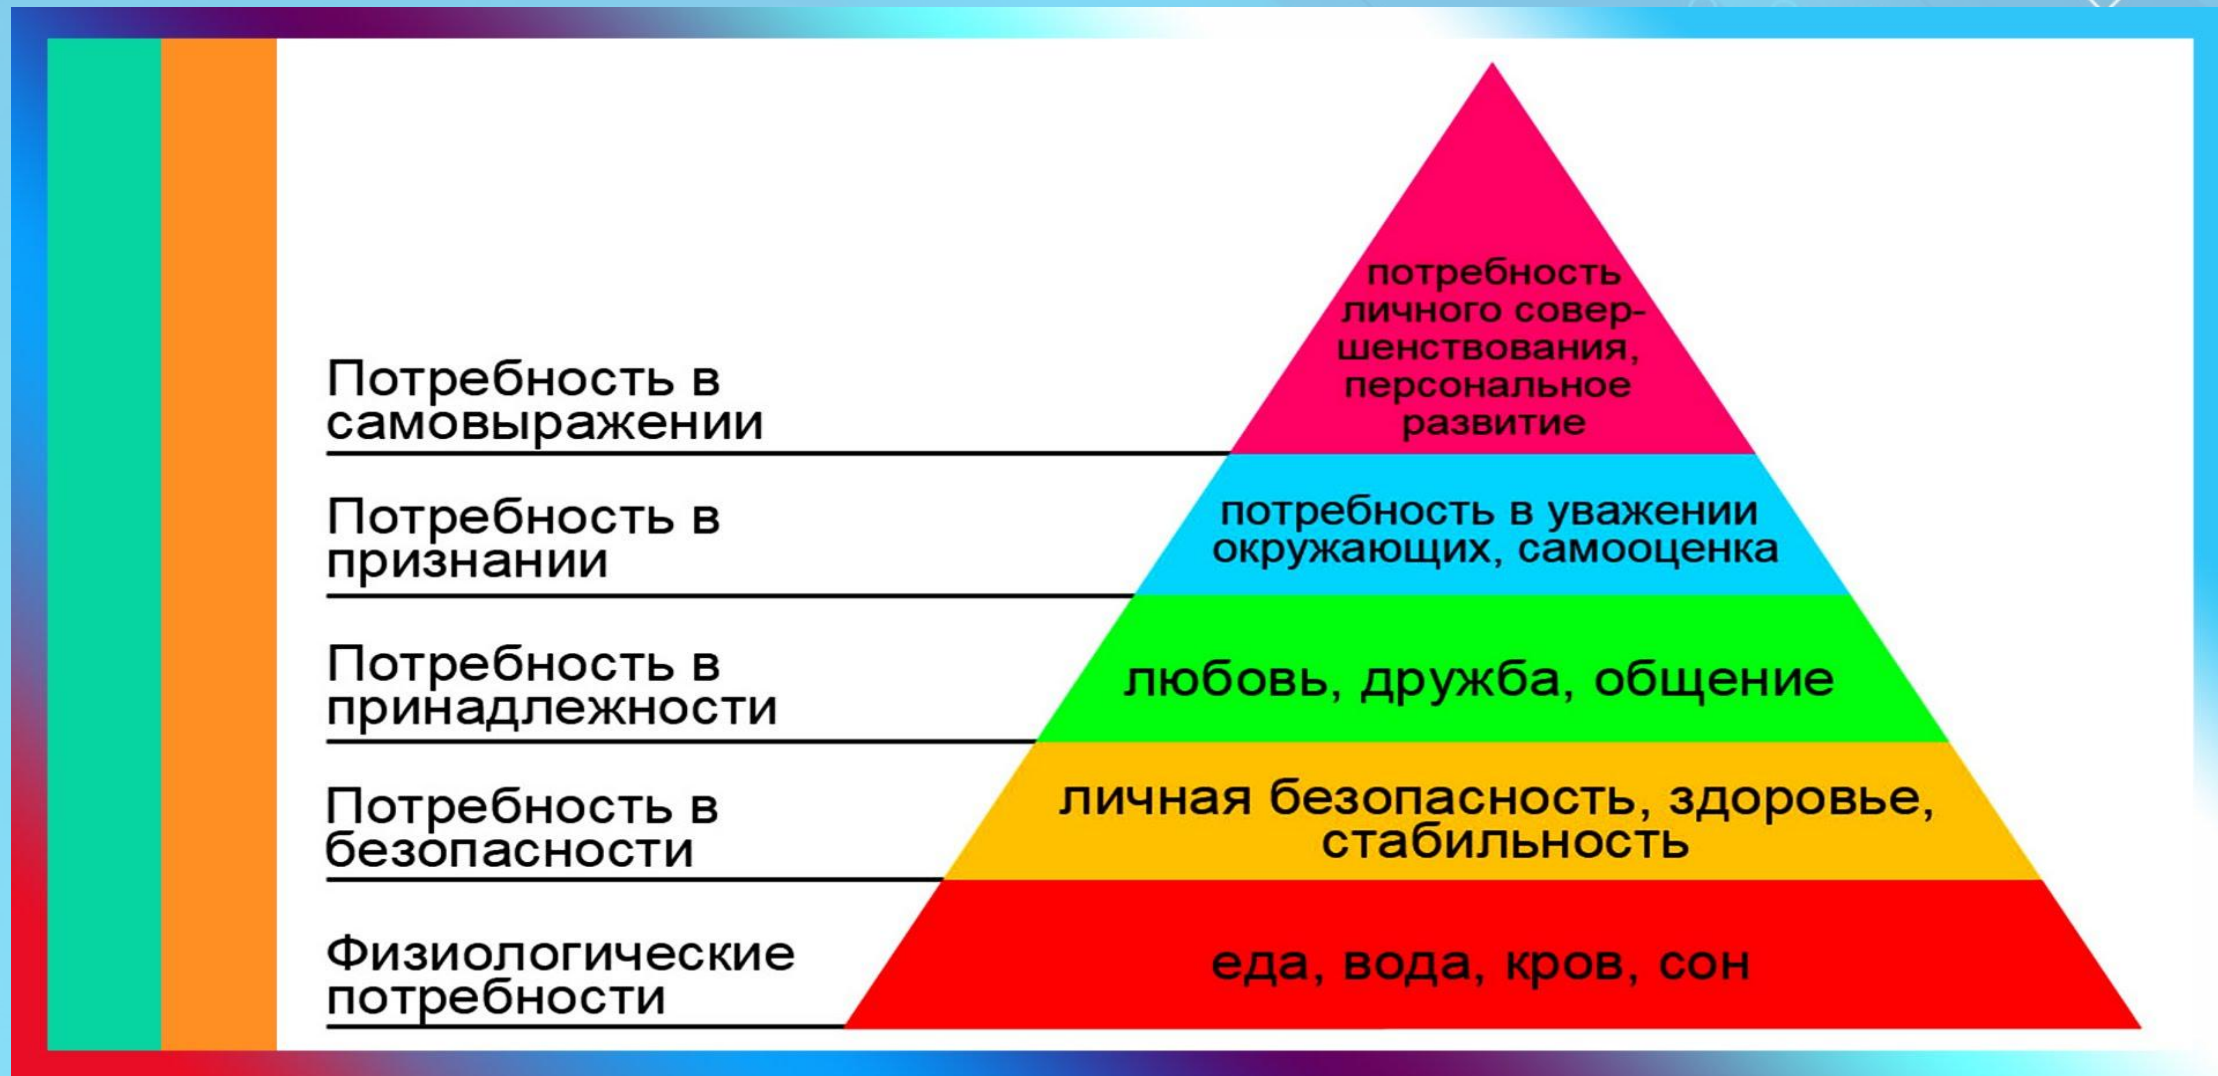 потребность
личного совер-
шенствования,
персональное
развитие
Потребность в
самовыражении
потребность в уважении
окружающих, самооценка
Потребность в
признании
любовь, дружба, общение
Потребность в
принадлежности
личная безопасность, здоровье,
стабильность
Потребность в
безопасности
еда, вода, кров, сон
Физиологические
потребности